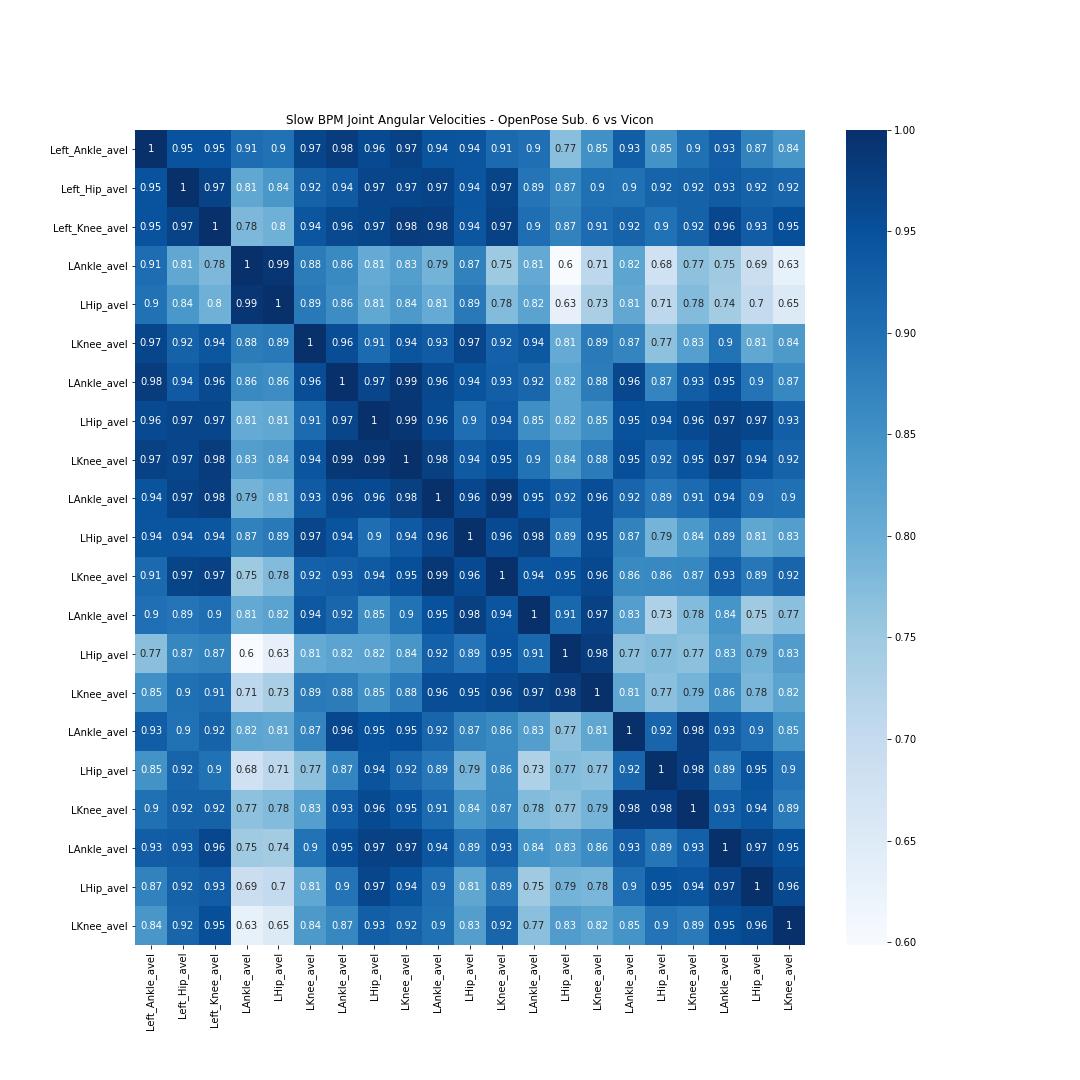 Slow BPM Joint Angular Velocities - OpenPose Sub. 6 vs Vicon
Left_Ankle_avel 1 0.95 0.95 0.91 0.9 0.97 0.98 0.96 0.97 0.94 0.94 0.91 0.9 0.77 0.85 0.93 0.85 0.9 0.93 0.87 0.84
Left_Hip_avel 0.95 1 0.97 0.81 0.84 0.92 0.94 0.97 0.97 0.97 0.94 0.97 0.89 0.87 0.9 0.9 0.92 0.92 0.93 0.92 0.92
Left_Knee_avel 0.95 0.97 1 0.78 0.8 0.94 0.96 0.97 0.98 0.98 0.94 0.97 0.9 0.87 0.91 0.92 0.9 0.92 0.96 0.93 0.95
LAnkle_avel 0.91 0.81 0.78 1 0.99 0.88 0.86 0.81 0.83 0.79 0.87 0.75 0.81 0.6 0.71 0.82 0.68 0.77 0.75 0.69 0.63
LHip_avel 0.9 0.84 0.8 0.99 1 0.89 0.86 0.81 0.84 0.81 0.89 0.78 0.82 0.63 0.73 0.81 0.71 0.78 0.74 0.7 0.65
LKnee_avel 0.97 0.92 0.94 0.88 0.89 1 0.96 0.91 0.94 0.93 0.97 0.92 0.94 0.81 0.89 0.87 0.77 0.83 0.9 0.81 0.84
LAnkle_avel 0.98 0.94 0.96 0.86 0.86 0.96 1 0.97 0.99 0.96 0.94 0.93 0.92 0.82 0.88 0.96 0.87 0.93 0.95 0.9 0.87
LHip_avel 0.96 0.97 0.97 0.81 0.81 0.91 0.97 1 0.99 0.96 0.9 0.94 0.85 0.82 0.85 0.95 0.94 0.96 0.97 0.97 0.93
LKnee_avel 0.97 0.97 0.98 0.83 0.84 0.94 0.99 0.99 1 0.98 0.94 0.95 0.9 0.84 0.88 0.95 0.92 0.95 0.97 0.94 0.92
LAnkle_avel 0.94 0.97 0.98 0.79 0.81 0.93 0.96 0.96 0.98 1 0.96 0.99 0.95 0.92 0.96 0.92 0.89 0.91 0.94 0.9 0.9
LHip_avel 0.94 0.94 0.94 0.87 0.89 0.97 0.94 0.9 0.94 0.96 1 0.96 0.98 0.89 0.95 0.87 0.79 0.84 0.89 0.81 0.83
LKnee_avel 0.91 0.97 0.97 0.75 0.78 0.92 0.93 0.94 0.95 0.99 0.96 1 0.94 0.95 0.96 0.86 0.86 0.87 0.93 0.89 0.92
LAnkle_avel 0.9 0.89 0.9 0.81 0.82 0.94 0.92 0.85 0.9 0.95 0.98 0.94 1 0.91 0.97 0.83 0.73 0.78 0.84 0.75 0.77
LHip_avel 0.77 0.87 0.87 0.6 0.63 0.81 0.82 0.82 0.84 0.92 0.89 0.95 0.91 1 0.98 0.77 0.77 0.77 0.83 0.79 0.83
LKnee_avel 0.85 0.9 0.91 0.71 0.73 0.89 0.88 0.85 0.88 0.96 0.95 0.96 0.97 0.98 1 0.81 0.77 0.79 0.86 0.78 0.82
LAnkle_avel 0.93 0.9 0.92 0.82 0.81 0.87 0.96 0.95 0.95 0.92 0.87 0.86 0.83 0.77 0.81 1 0.92 0.98 0.93 0.9 0.85
LHip_avel 0.85 0.92 0.9 0.68 0.71 0.77 0.87 0.94 0.92 0.89 0.79 0.86 0.73 0.77 0.77 0.92 1 0.98 0.89 0.95 0.9
LKnee_avel 0.9 0.92 0.92 0.77 0.78 0.83 0.93 0.96 0.95 0.91 0.84 0.87 0.78 0.77 0.79 0.98 0.98 1 0.93 0.94 0.89
LAnkle_avel 0.93 0.93 0.96 0.75 0.74 0.9 0.95 0.97 0.97 0.94 0.89 0.93 0.84 0.83 0.86 0.93 0.89 0.93 1 0.97 0.95
LHip_avel 0.87 0.92 0.93 0.69 0.7 0.81 0.9 0.97 0.94 0.9 0.81 0.89 0.75 0.79 0.78 0.9 0.95 0.94 0.97 1 0.96
LKnee_avel 0.84 0.92 0.95 0.63 0.65 0.84 0.87 0.93 0.92 0.9 0.83 0.92 0.77 0.83 0.82 0.85 0.9 0.89 0.95 0.96 1
Left_Ankle_avel
Left_Hip_avel
Left_Knee_avel
LAnkle_avel
LHip_avel
LKnee_avel
LAnkle_avel
LHip_avel
LKnee_avel
LAnkle_avel
LHip_avel
LKnee_avel
LAnkle_avel
LHip_avel
LKnee_avel
LAnkle_avel
LHip_avel
LKnee_avel
LAnkle_avel
LHip_avel
LKnee_avel
1.00
0.95
0.90
0.85
0.80
0.75
0.70
0.65
0.60